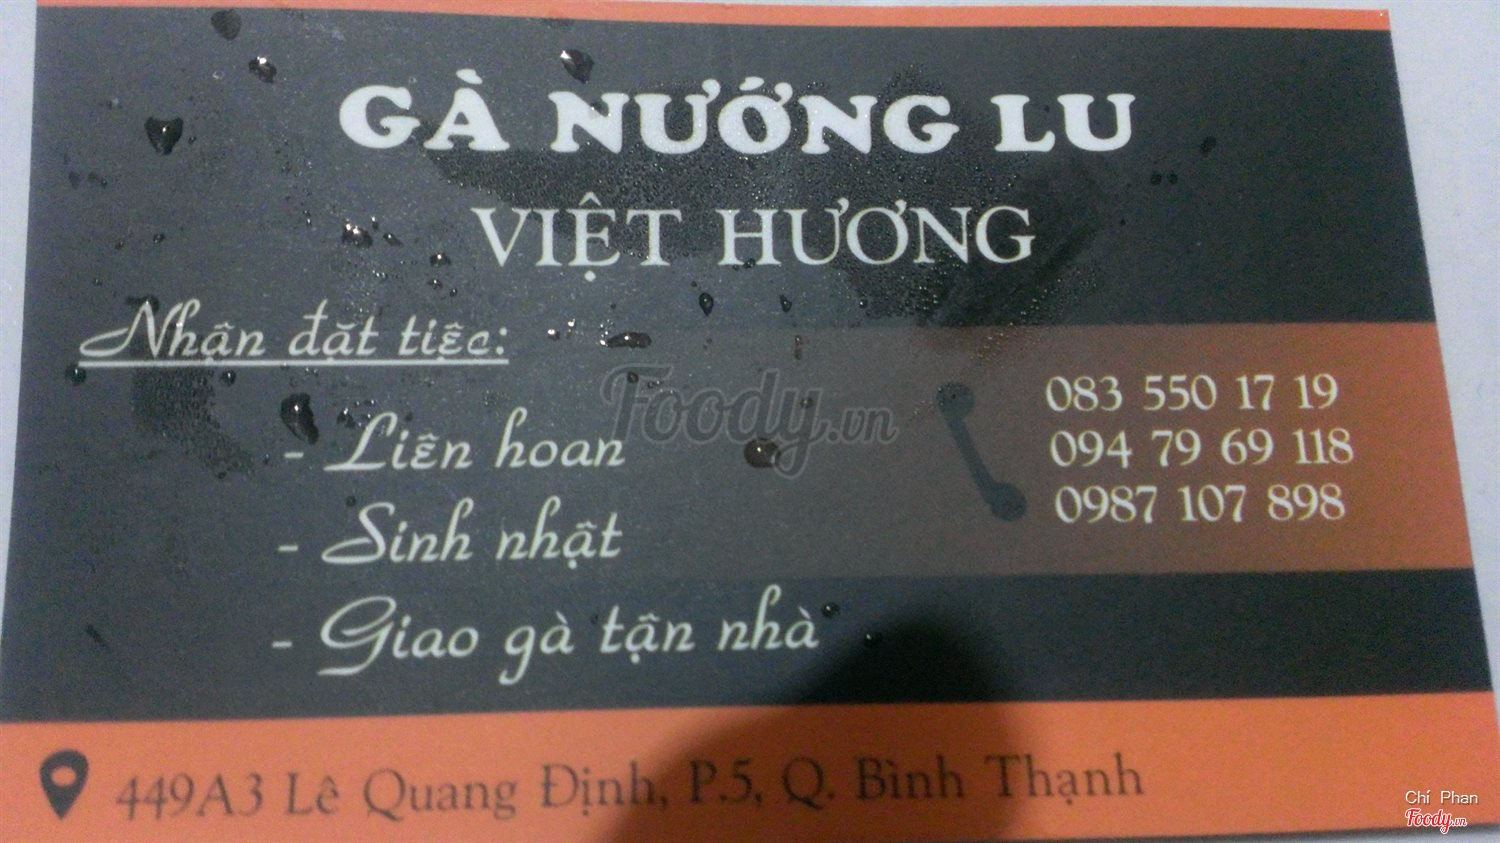 GÀ NƯỚNG LU
VIỆT HƯƠNG
Nhận đặt tiệc:
- Liên hoan
- Sinh nhật
- Giao gà tận nhà
083 550 17 19
094 79 69 118
0987 107 898
449A3 Lê Quang Định, P.5, Q. Bình Thạnh
Foody.vn
Chí Phan
Foody.vn